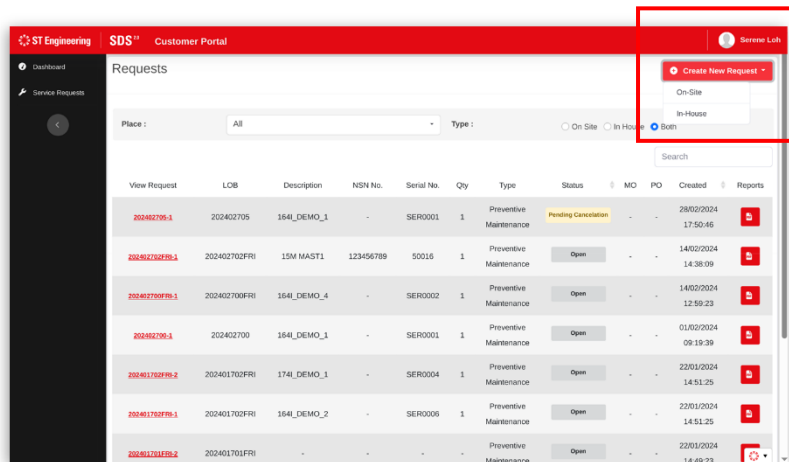 ST Engineering SDS Customer Portal Serene Loh
Dashboard
Service Requests
Requests
Create New Request
On-Site
In-House
Place : All Type : On Site In House Both
Search
View Request LOB Description NSN No. Serial No. Qty Type Status MO PO Created Reports
202402705-1 202402705 164I_DEMO_1 - SER0001 1 Preventive Maintenance Pending Cancelation - - 28/02/2024 17:50:46
202402702FRI-1 202402702FRI 15M MAST1 123456789 50016 1 Preventive Maintenance Open - - 14/02/2024 14:38:09
202402700FRI-1 202402700FRI 164I_DEMO_4 - SER0002 1 Preventive Maintenance Open - - 14/02/2024 12:59:23
202402700-1 202402700 164I_DEMO_1 - SER0001 1 Preventive Maintenance Open - - 01/02/2024 09:19:39
202401702FRI-2 202401702FRI 174I_DEMO_1 - SER0004 1 Preventive Maintenance Open - - 22/01/2024 14:51:25
202401702FRI-1 202401702FRI 164I_DEMO_2 - SER0006 1 Preventive Maintenance Open - - 22/01/2024 14:51:25
202401701FRI-2 202401701FRI - - - - Preventive Maintenance Open - - 22/01/2024 14:49:23